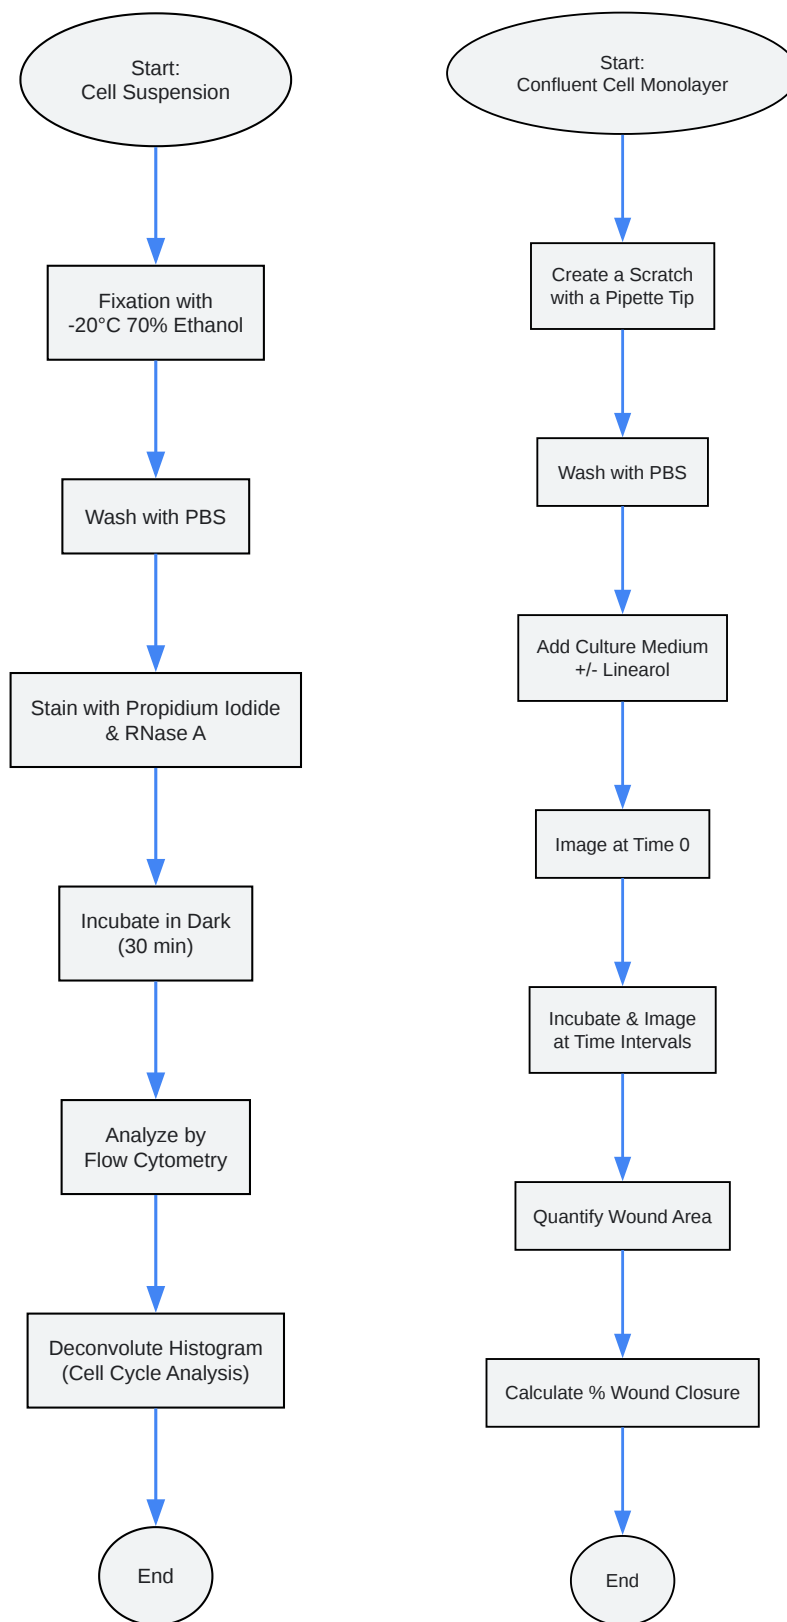 Start:
Cell Suspension
Fixation with
-20°C 70% Ethanol
Wash with PBS
Stain with Propidium Iodide
& RNase A
Incubate in Dark
(30 min)
Analyze by
Flow Cytometry
Deconvolute Histogram
(Cell Cycle Analysis)
End
Start:
Confluent Cell Monolayer
Create a Scratch
with a Pipette Tip
Wash with PBS
Add Culture Medium
+/- Linearol
Image at Time 0
Incubate & Image
at Time Intervals
Quantify Wound Area
Calculate % Wound Closure
End